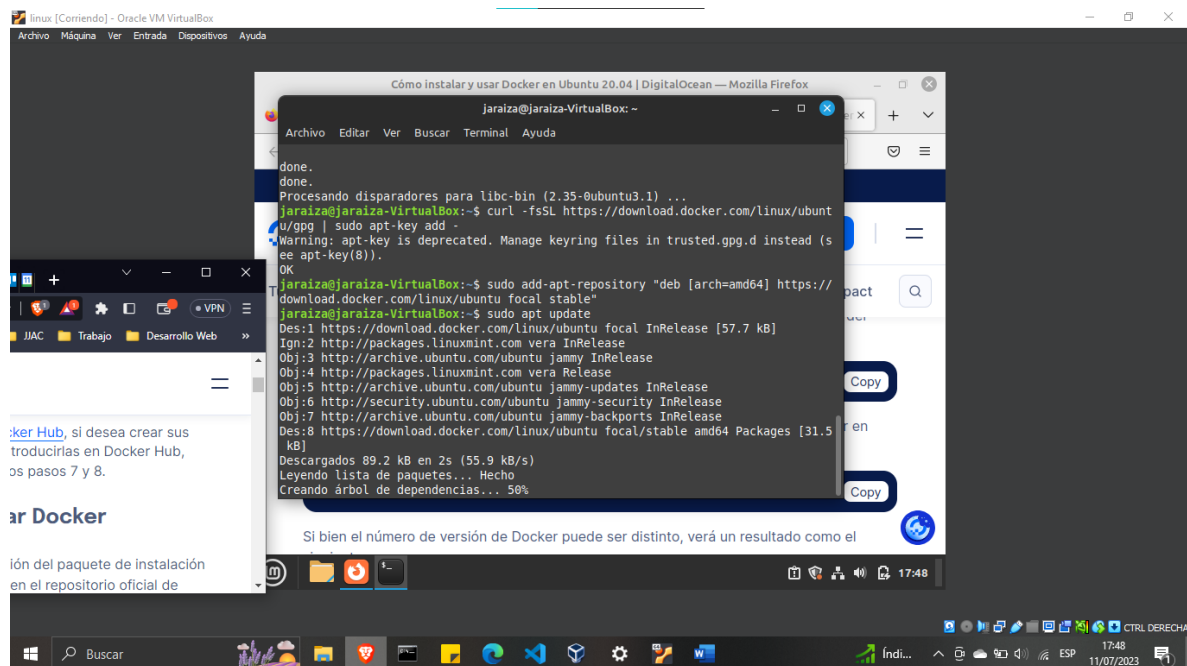 linux [Corriendo] - Oracle VM VirtualBox
Archivo Máquina Ver Entrada Dispositivos Ayuda
Cómo instalar y usar Docker en Ubuntu 20.04 | DigitalOcean — Mozilla Firefox
jaraiza@jaraiza-VirtualBox: ~
Archivo Editar Ver Buscar Terminal Ayuda
done.
done.
Procesando disparadores para libc-bin (2.35-0ubuntu3.1) ...
jaraiza@jaraiza-VirtualBox:~$ curl -fsSL https://download.docker.com/linux/ubunt
u/gpg | sudo apt-key add -
Warning: apt-key is deprecated. Manage keyring files in trusted.gpg.d instead (s
ee apt-key(8)).
OK
jaraiza@jaraiza-VirtualBox:~$ sudo add-apt-repository "deb [arch=amd64] https://
download.docker.com/linux/ubuntu focal stable"
jaraiza@jaraiza-VirtualBox:~$ sudo apt update
Des:1 https://download.docker.com/linux/ubuntu focal InRelease [57.7 kB]
Ign:2 http://packages.linuxmint.com vera InRelease
Obj:3 http://archive.ubuntu.com/ubuntu jammy InRelease
Obj:4 http://packages.linuxmint.com vera Release
Obj:5 http://archive.ubuntu.com/ubuntu jammy-updates InRelease
Obj:6 http://security.ubuntu.com/ubuntu jammy-security InRelease
Obj:7 http://archive.ubuntu.com/ubuntu jammy-backports InRelease
Des:8 https://download.docker.com/linux/ubuntu focal/stable amd64 Packages [31.5
kB]
Descargados 89.2 kB en 2s (55.9 kB/s)
Leyendo lista de paquetes... Hecho
Creando árbol de dependencias... 50%
er
pact
Copy
r en
Copy
Si bien el número de versión de Docker puede ser distinto, verá un resultado como el
17:48
VPN
JJAC Trabajo Desarrollo Web »
ker Hub, si desea crear sus
troducirlas en Docker Hub,
os pasos 7 y 8.
ar Docker
ión del paquete de instalación
en el repositorio oficial de
CTRL DERECHA
Buscar
Índi...
ESP
17:48
11/07/2023
1